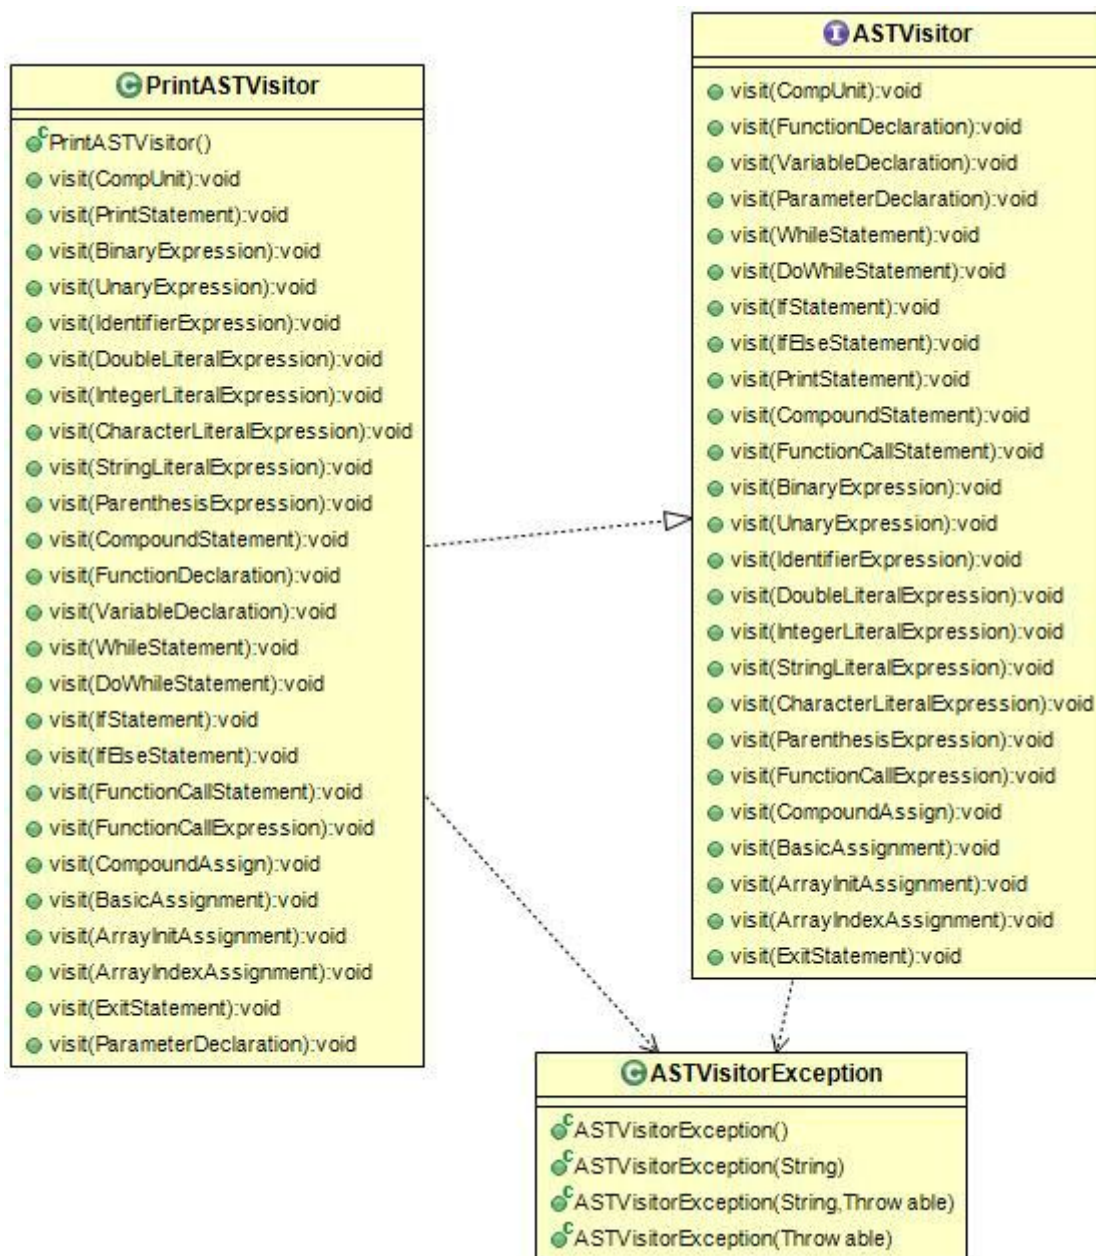 PrintASTVisitor
PrintASTVisitor()
visit(CompUnit):void
visit(PrintStatement):void
visit(BinaryExpression):void
visit(UnaryExpression):void
visit(IdentifierExpression):void
visit(DoubleLiteralExpression):void
visit(IntegerLiteralExpression):void
visit(CharacterLiteralExpression):void
visit(StringLiteralExpression):void
visit(ParenthesisExpression):void
visit(CompoundStatement):void
visit(FunctionDeclaration):void
visit(VariableDeclaration):void
visit(WhileStatement):void
visit(DoWhileStatement):void
visit(IfStatement):void
visit(IfElseStatement):void
visit(FunctionCallStatement):void
visit(FunctionCallExpression):void
visit(CompoundAssign):void
visit(BasicAssignment):void
visit(ArrayInitAssignment):void
visit(ArrayIndexAssignment):void
visit(ExitStatement):void
visit(ParameterDeclaration):void
ASTVisitor
visit(CompUnit):void
visit(FunctionDeclaration):void
visit(VariableDeclaration):void
visit(ParameterDeclaration):void
visit(WhileStatement):void
visit(DoWhileStatement):void
visit(IfStatement):void
visit(IfElseStatement):void
visit(PrintStatement):void
visit(CompoundStatement):void
visit(FunctionCallStatement):void
visit(BinaryExpression):void
visit(UnaryExpression):void
visit(IdentifierExpression):void
visit(DoubleLiteralExpression):void
visit(IntegerLiteralExpression):void
visit(StringLiteralExpression):void
visit(CharacterLiteralExpression):void
visit(ParenthesisExpression):void
visit(FunctionCallExpression):void
visit(CompoundAssign):void
visit(BasicAssignment):void
visit(ArrayInitAssignment):void
visit(ArrayIndexAssignment):void
visit(ExitStatement):void
ASTVisitorException
ASTVisitorException()
ASTVisitorException(String)
ASTVisitorException(String,Throwable)
ASTVisitorException(Throwable)